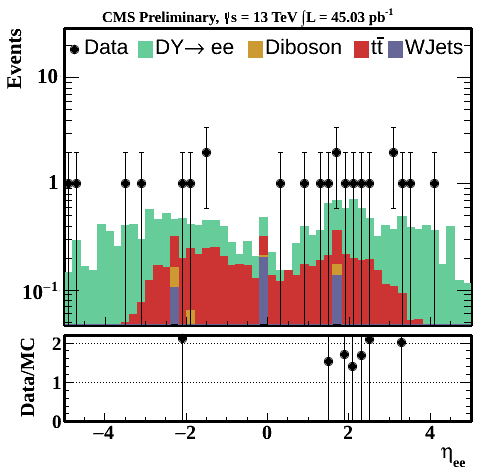 CMS Preliminary, √s = 13 TeV ∫L = 45.03 pb⁻¹
Events
Data DY→ ee Diboson tt̄ WJets
10
1
10⁻¹
Data/MC
2
1
0
−4 −2 0 2 4
ηee